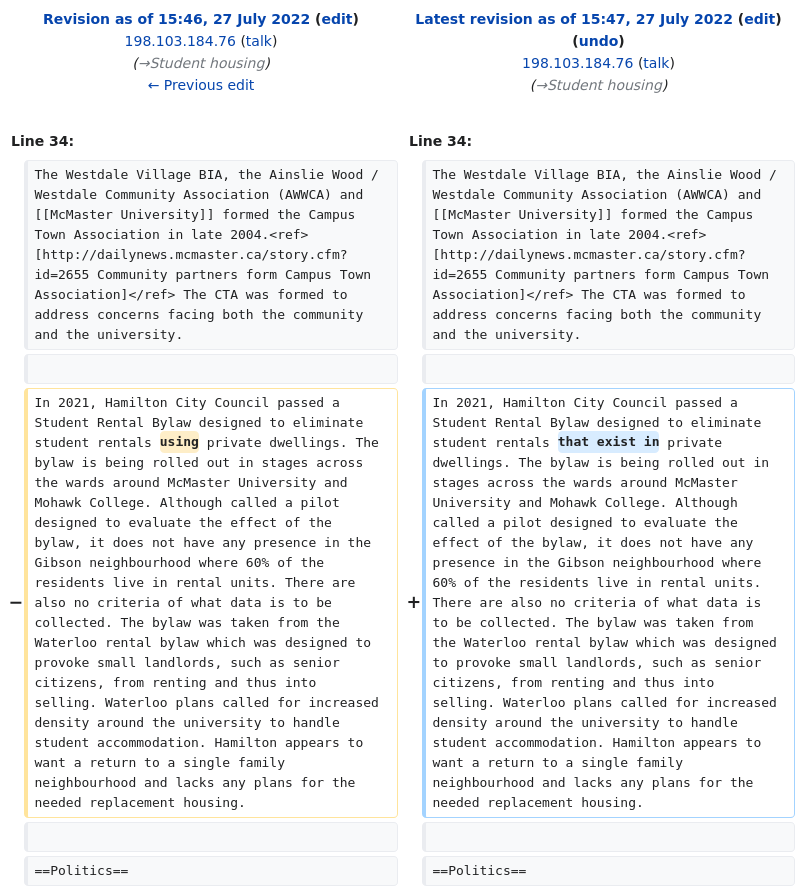 Revision as of 15:46, 27 July 2022 (edit)
198.103.184.76 (talk)
(→Student housing)
← Previous edit
Latest revision as of 15:47, 27 July 2022 (edit)
(undo)
198.103.184.76 (talk)
(→Student housing)
Line 34:
The Westdale Village BIA, the Ainslie Wood /
Westdale Community Association (AWWCA) and
[[McMaster University]] formed the Campus
Town Association in late 2004.<ref>
[http://dailynews.mcmaster.ca/story.cfm?
id=2655 Community partners form Campus Town
Association]</ref> The CTA was formed to
address concerns facing both the community
and the university.
Line 34:
The Westdale Village BIA, the Ainslie Wood /
Westdale Community Association (AWWCA) and
[[McMaster University]] formed the Campus
Town Association in late 2004.<ref>
[http://dailynews.mcmaster.ca/story.cfm?
id=2655 Community partners form Campus Town
Association]</ref> The CTA was formed to
address concerns facing both the community
and the university.
−
In 2021, Hamilton City Council passed a
Student Rental Bylaw designed to eliminate
student rentals using private dwellings. The
bylaw is being rolled out in stages across
the wards around McMaster University and
Mohawk College. Although called a pilot
designed to evaluate the effect of the
bylaw, it does not have any presence in the
Gibson neighbourhood where 60% of the
residents live in rental units. There are
also no criteria of what data is to be
collected. The bylaw was taken from the
Waterloo rental bylaw which was designed to
provoke small landlords, such as senior
citizens, from renting and thus into
selling. Waterloo plans called for increased
density around the university to handle
student accommodation. Hamilton appears to
want a return to a single family
neighbourhood and lacks any plans for the
needed replacement housing.
+
In 2021, Hamilton City Council passed a
Student Rental Bylaw designed to eliminate
student rentals that exist in private
dwellings. The bylaw is being rolled out in
stages across the wards around McMaster
University and Mohawk College. Although
called a pilot designed to evaluate the
effect of the bylaw, it does not have any
presence in the Gibson neighbourhood where
60% of the residents live in rental units.
There are also no criteria of what data is
to be collected. The bylaw was taken from
the Waterloo rental bylaw which was designed
to provoke small landlords, such as senior
citizens, from renting and thus into
selling. Waterloo plans called for increased
density around the university to handle
student accommodation. Hamilton appears to
want a return to a single family
neighbourhood and lacks any plans for the
needed replacement housing.
==Politics==
==Politics==